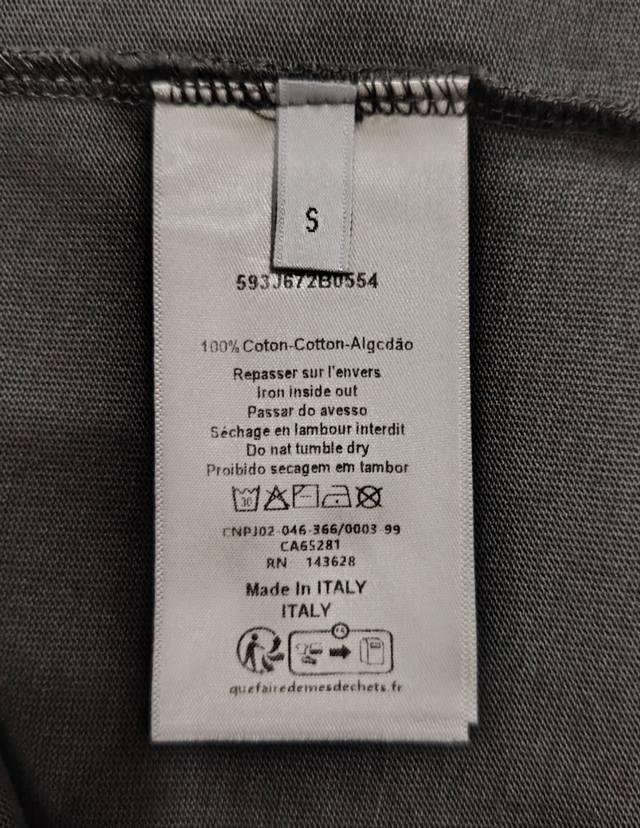 S
593J672B0554
100% Coton-Cotton-Algcdão
Repasser sur l'envers
Iron inside out
Passar do avesso
Séchage en lambour interdit
Do nat tumble dry
Proibido secagem em tambor
30
CNPJ02-046-366/0003-99
CA65281
RN 143628
Made In ITALY
ITALY
quefairedemesdechets.fr